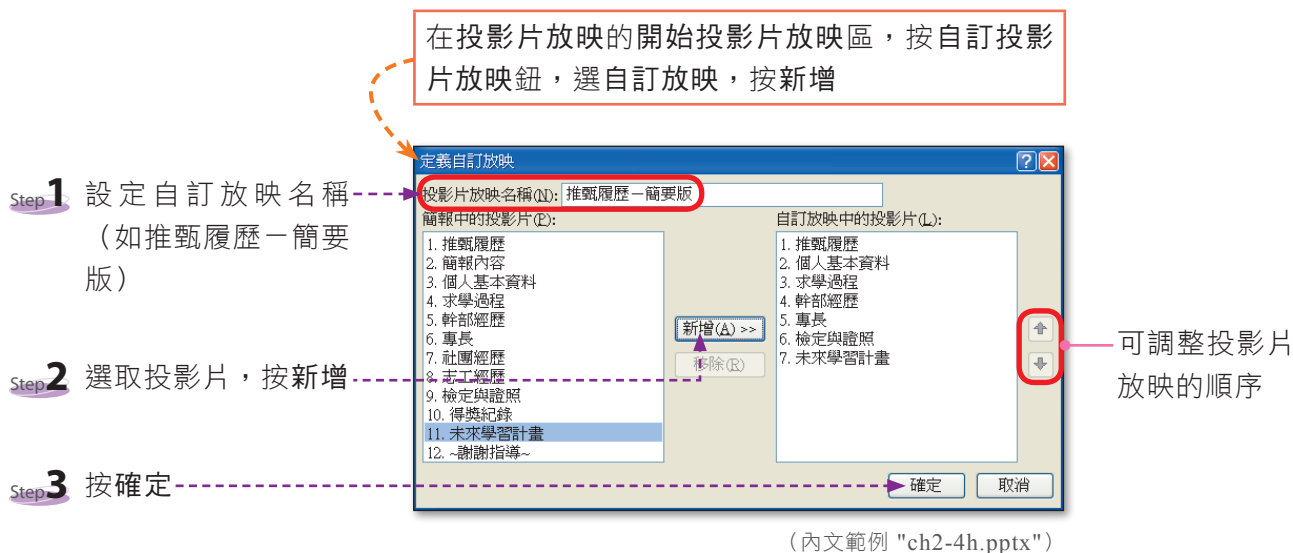 在投影片放映的開始投影片放映區，按自訂投影
片放映鈕，選自訂放映，按新增
定義自訂放映
Step 1 設定自訂放映名稱
（如推甄履歷－簡要
版）
投影片放映名稱(N): 推甄履歷－簡要版
簡報中的投影片(P):
1. 推甄履歷
2. 簡報內容
3. 個人基本資料
4. 求學過程
5. 幹部經歷
6. 專長
7. 社團經歷
8. 志工經歷
9. 檢定與證照
10. 得獎紀錄
11. 未來學習計畫
12. ~謝謝指導~
Step 2 選取投影片，按新增
新增(A) >>
移除(R)
自訂放映中的投影片(L):
1. 推甄履歷
2. 個人基本資料
3. 求學過程
4. 幹部經歷
5. 專長
6. 檢定與證照
7. 未來學習計畫
可調整投影片
放映的順序
Step 3 按確定
確定
取消
（內文範例 "ch2-4h.pptx"）